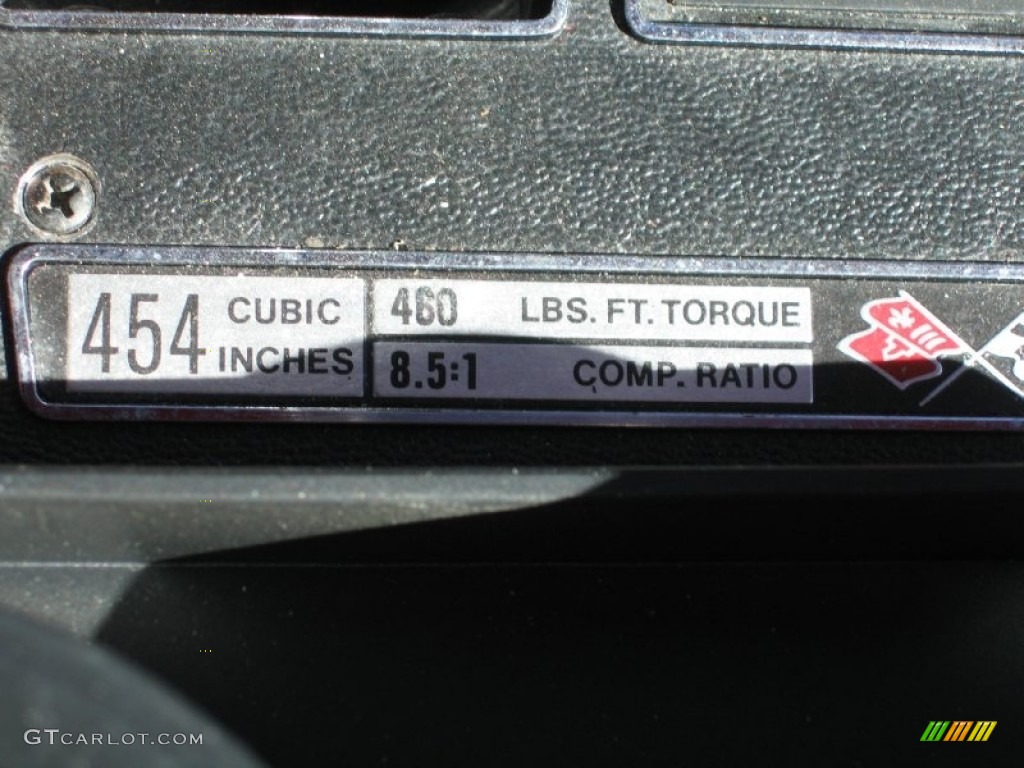 454 CUBIC INCHES
460 LBS. FT. TORQUE
8.5:1 COMP. RATIO
GTCARLOT.COM